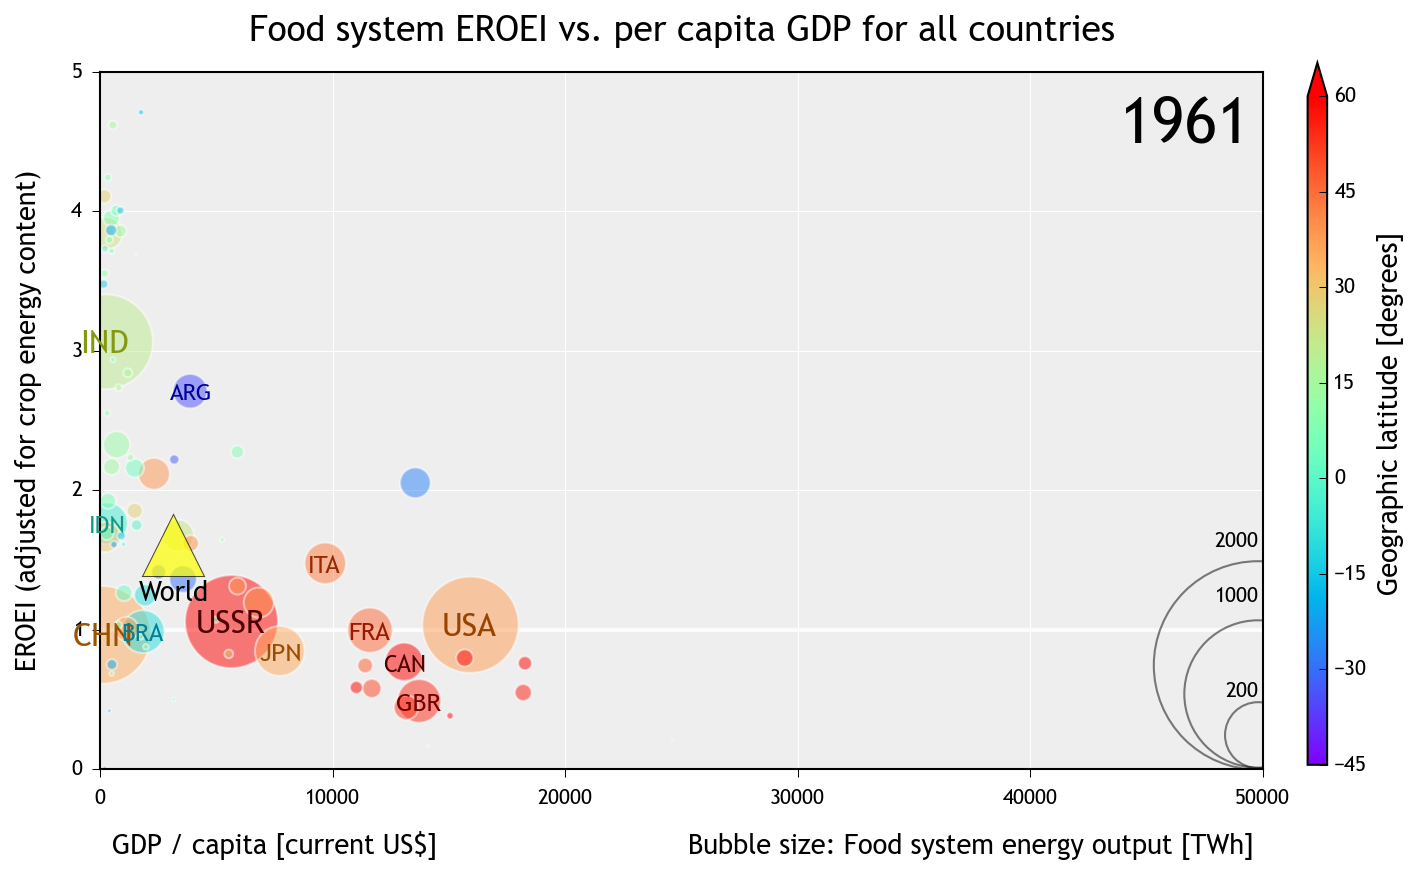 Food system EROEI vs. per capita GDP for all countries
1961
EROEI (adjusted for crop energy content)
5
4
3
2
1
0
IND
ARG
IDN
World
ITA
CHN
BRA
USSR
JPN
FRA
CAN
GBR
USA
2000
1000
200
0
10000
20000
30000
40000
50000
GDP / capita [current US$]
Bubble size: Food system energy output [TWh]
60
45
30
15
0
−15
−30
−45
Geographic latitude [degrees]